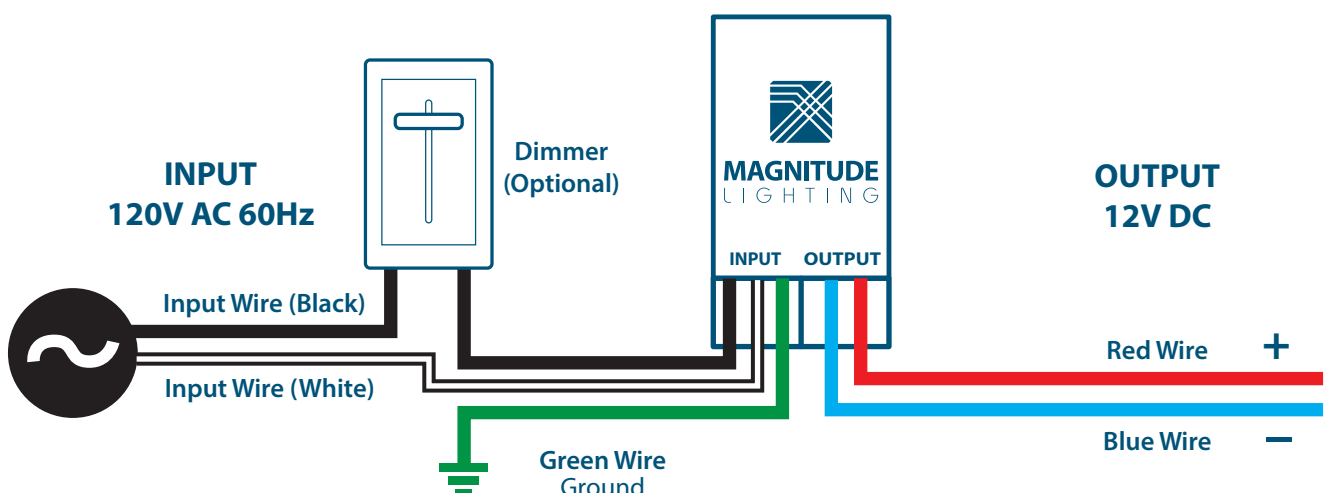 INPUT
120V AC 60Hz
Dimmer
(Optional)
MAGNITUDE
LIGHTING
INPUT
OUTPUT
OUTPUT
12V DC
Input Wire (Black)
Input Wire (White)
Red Wire +
Blue Wire −
Green Wire
Ground